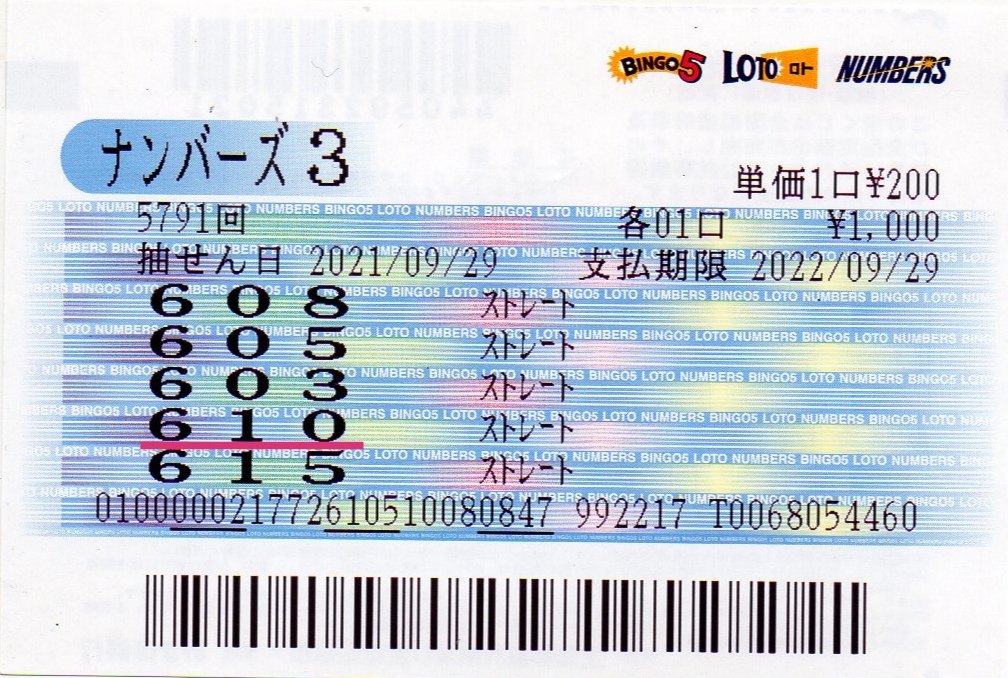 BINGO5 LOTO ロト NUMBERS
ナンバーズ3
単価1口¥200
5791回 各01口 ¥1,000
抽せん日 2021/09/29 支払期限 2022/09/29
608 ストレート
605 ストレート
603 ストレート
610 ストレート
615 ストレート
010000021772610510080847 992217 T0068054460